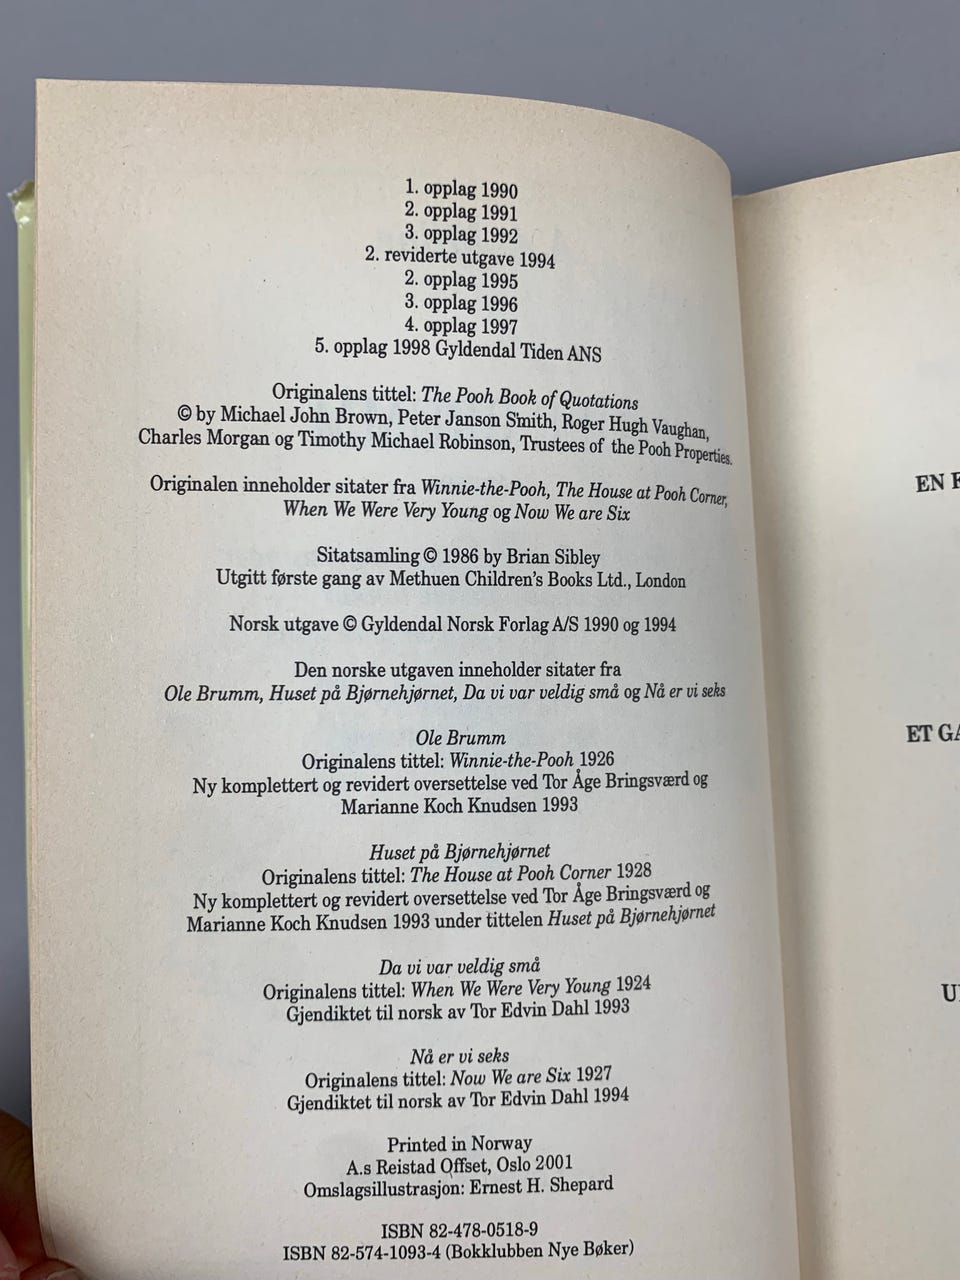 1. opplag 1990
2. opplag 1991
3. opplag 1992
2. reviderte utgave 1994
2. opplag 1995
3. opplag 1996
4. opplag 1997
5. opplag 1998 Gyldendal Tiden ANS
Originalens tittel: The Pooh Book of Quotations
© by Michael John Brown, Peter Janson Smith, Roger Hugh Vaughan,
Charles Morgan og Timothy Michael Robinson, Trustees of the Pooh Properties.
Originalen inneholder sitater fra Winnie-the-Pooh, The House at Pooh Corner,
When We Were Very Young og Now We are Six
Sitatsamling © 1986 by Brian Sibley
Utgitt første gang av Methuen Children's Books Ltd., London
Norsk utgave © Gyldendal Norsk Forlag A/S 1990 og 1994
Den norske utgaven inneholder sitater fra
Ole Brumm, Huset på Bjørnehjørnet, Da vi var veldig små og Nå er vi seks
Ole Brumm
Originalens tittel: Winnie-the-Pooh 1926
Ny komplettert og revidert oversettelse ved Tor Åge Bringsværd og
Marianne Koch Knudsen 1993
Huset på Bjørnehjørnet
Originalens tittel: The House at Pooh Corner 1928
Ny komplettert og revidert oversettelse ved Tor Åge Bringsværd og
Marianne Koch Knudsen 1993 under tittelen Huset på Bjørnehjørnet
Da vi var veldig små
Originalens tittel: When We Were Very Young 1924
Gjendiktet til norsk av Tor Edvin Dahl 1993
Nå er vi seks
Originalens tittel: Now We are Six 1927
Gjendiktet til norsk av Tor Edvin Dahl 1994
Printed in Norway
A.s Reistad Offset, Oslo 2001
Omslagsillustrasjon: Ernest H. Shepard
ISBN 82-478-0518-9
ISBN 82-574-1093-4 (Bokklubben Nye Bøker)
EN
ET